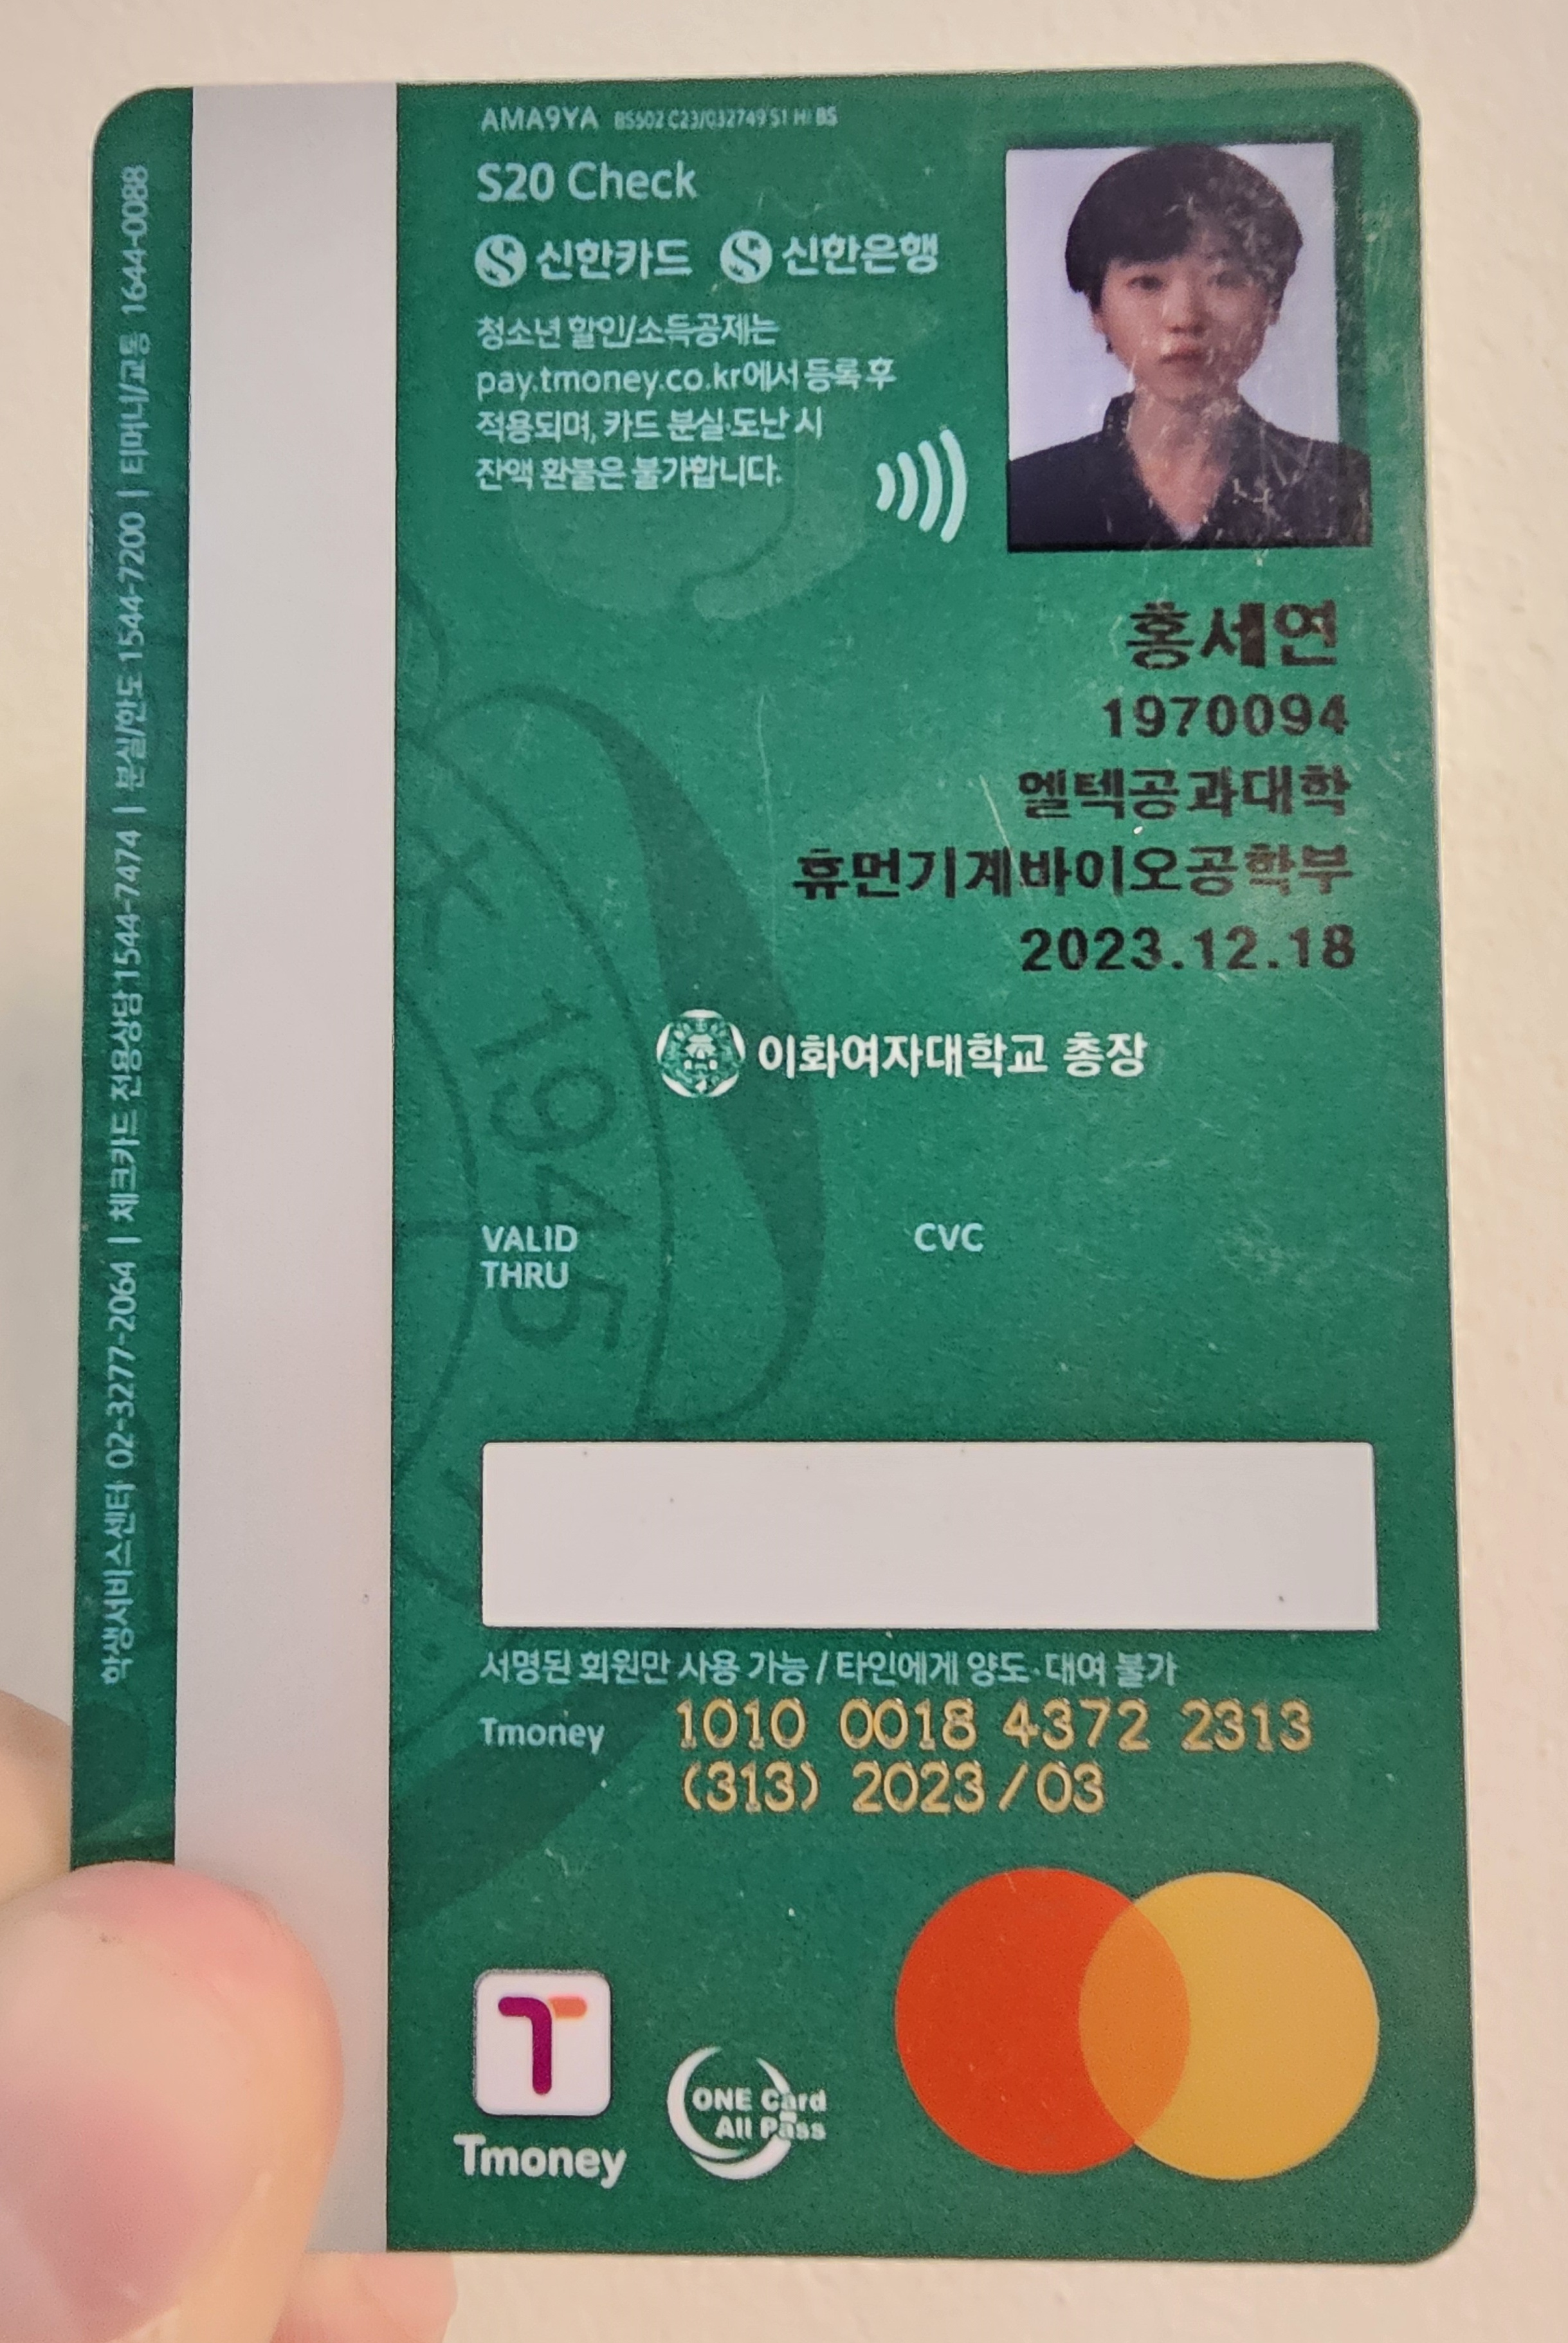 AMA9YA
S20 Check
신한카드 신한은행
청소년 할인/소득공제는
pay.tmoney.co.kr에서 등록 후
적용되며, 카드 분실·도난 시
잔액 환불은 불가합니다.
홍세연
1970094
엘텍공과대학
휴먼기계바이오공학부
2023.12.18
이화여자대학교 총장
1945
VALID
THRU
CVC
서명된 회원만 사용 가능 / 타인에게 양도·대여 불가
Tmoney 1010 0018 4372 2313
(313) 2023/03
Tmoney
ONE Card
All Pass
학생서비스센터 02-3277-2064 | 체크카드 전용상담 1544-7474 | 분실/한도 1544-7200 | 티머니/교통 1644-0088